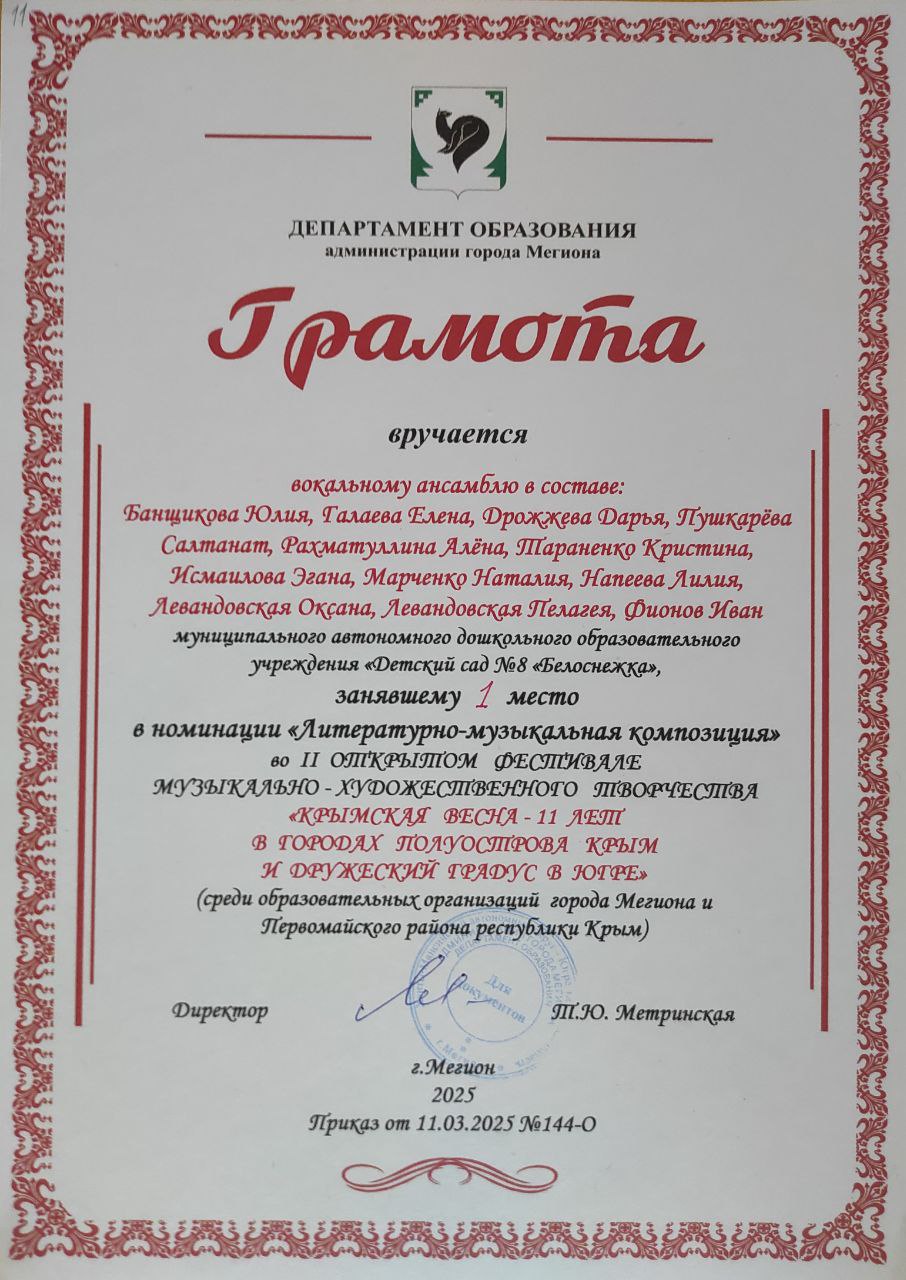 11
ДЕПАРТАМЕНТ ОБРАЗОВАНИЯ
администрации города Мегиона
Грамота
вручается
вокальному ансамблю в составе:
Банщикова Юлия, Галаева Елена, Дрожжева Дарья, Пушкарёва
Салтанат, Рахматуллина Алёна, Тараненко Кристина,
Исмаилова Эгана, Марченко Наталия, Напеева Лилия,
Левандовская Оксана, Левандовская Пелагея, Фионов Иван
муниципального автономного дошкольного образовательного
учреждения «Детский сад №8 «Белоснежка»,
занявшему 1 место
в номинации «Литературно-музыкальная композиция»
во II ОТКРЫТОМ ФЕСТИВАЛЕ
МУЗЫКАЛЬНО - ХУДОЖЕСТВЕННОГО ТВОРЧЕСТВА
«КРЫМСКАЯ ВЕСНА - 11 ЛЕТ
В ГОРОДАХ ПОЛУОСТРОВА КРЫМ
И ДРУЖЕСКИЙ ГРАДУС В ЮГРЕ»
(среди образовательных организаций города Мегиона и
Первомайского района республики Крым)
Для
документов
Директор Т.Ю. Метринская
г.Мегион
2025
Приказ от 11.03.2025 №144-О